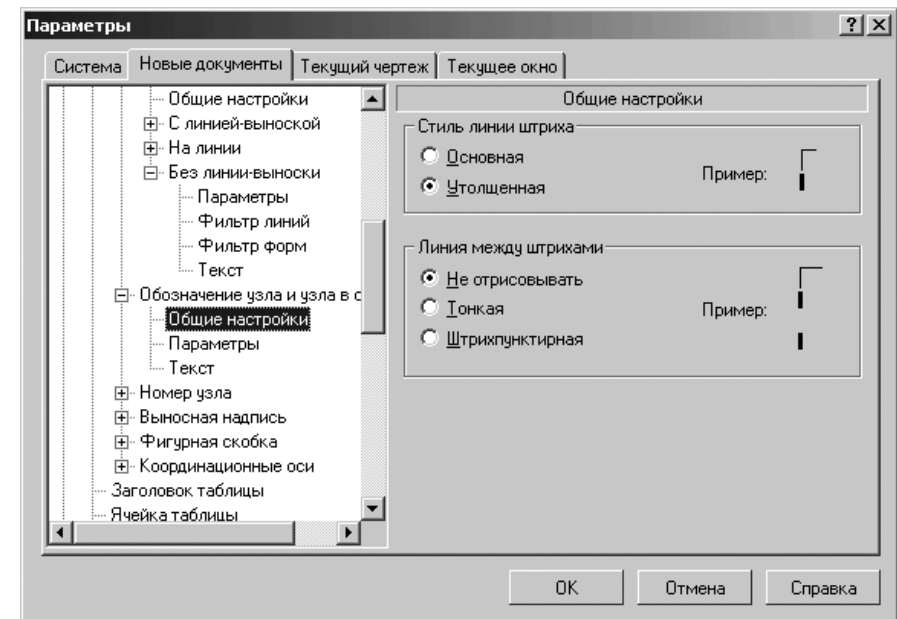 Параметры
Система Новые документы Текущий чертеж Текущее окно
Общие настройки
С линией-выноской
На линии
Без линии-выноски
Параметры
Фильтр линий
Фильтр форм
Текст
Обозначение узла и узла в с
Общие настройки
Параметры
Текст
Номер узла
Выносная надпись
Фигурная скобка
Координационные оси
Заголовок таблицы
Ячейка таблицы
Общие настройки
Стиль линии штриха
Основная
Утолщенная
Пример:
Линия между штрихами
Не отрисовывать
Тонкая
Штрихпунктирная
Пример:
OK Отмена Справка